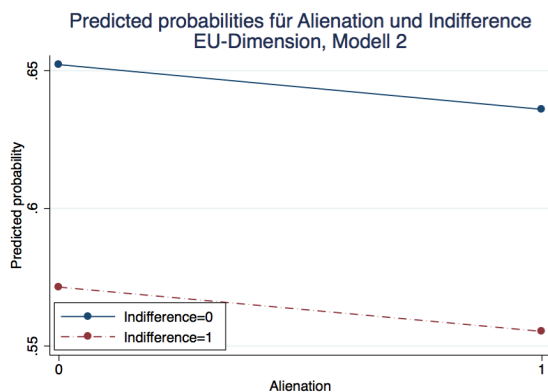 Predicted probabilities für Alienation und Indifference
EU-Dimension, Modell 2
.65
.6
.55
Predicted probability
Indifference=0
Indifference=1
0
1
Alienation